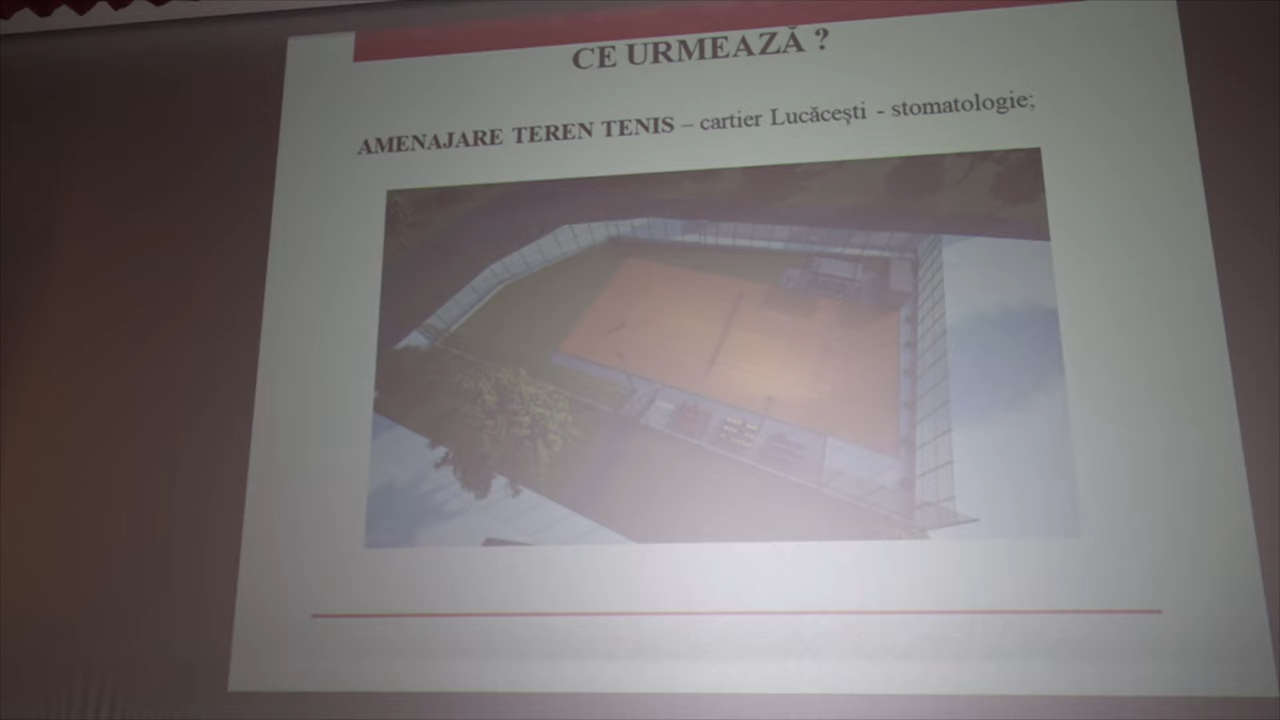 CE URMEAZĂ ?
AMENAJARE TEREN TENIS – cartier Lucăceşti - stomatologie;